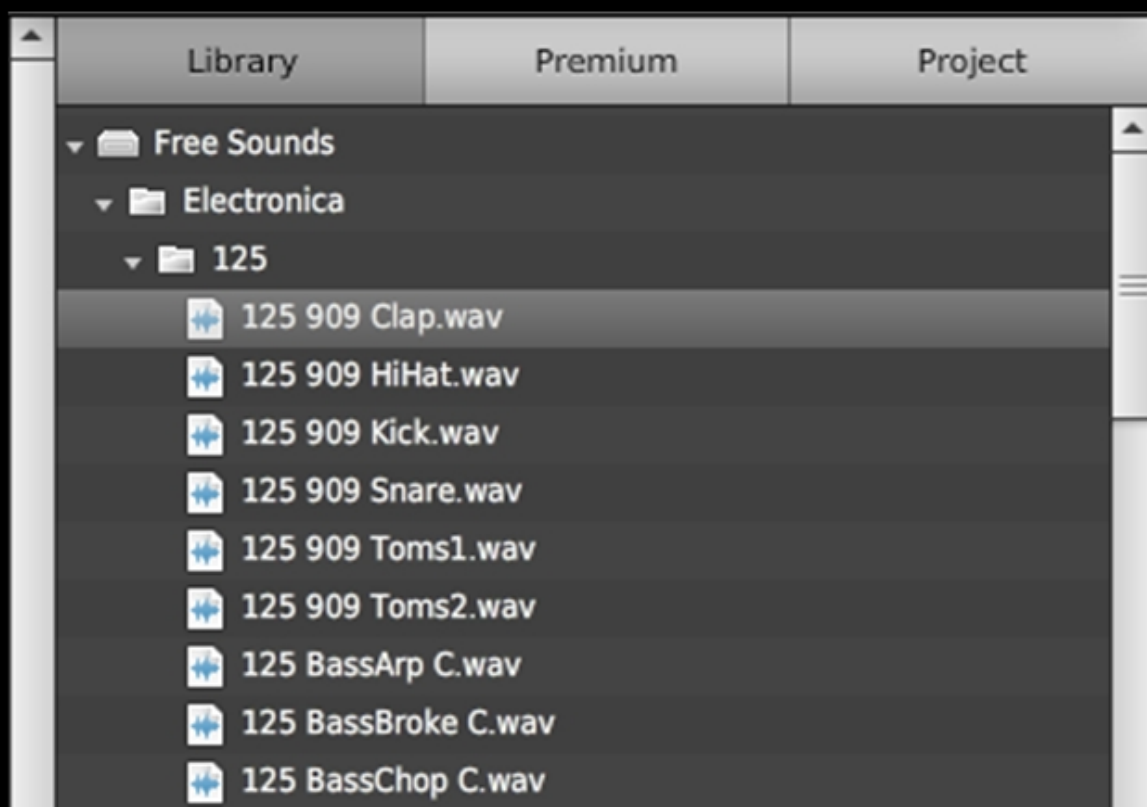 Library Premium Project
Free Sounds
Electronica
125
125 909 Clap.wav
125 909 HiHat.wav
125 909 Kick.wav
125 909 Snare.wav
125 909 Toms1.wav
125 909 Toms2.wav
125 BassArp C.wav
125 BassBroke C.wav
125 BassChop C.wav